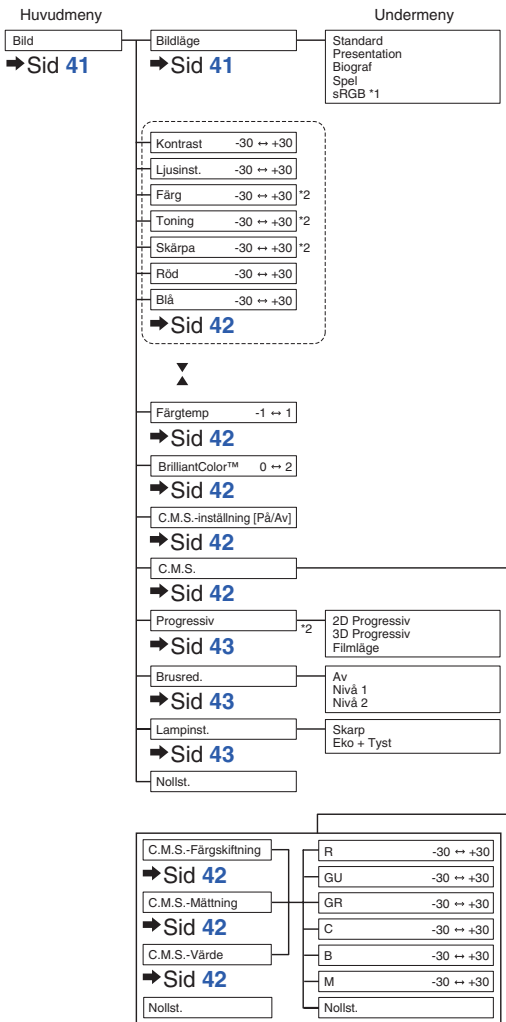 Huvudmeny
Undermeny
Bild
➡Sid 41
Bildläge
➡Sid 41
Standard
Presentation
Biograf
Spel
sRGB *1
Kontrast -30 ↔ +30
Ljusinst. -30 ↔ +30
Färg -30 ↔ +30 *2
Toning -30 ↔ +30 *2
Skärpa -30 ↔ +30 *2
Röd -30 ↔ +30
Blå -30 ↔ +30
➡Sid 42
Färgtemp -1 ↔ 1
➡Sid 42
BrilliantColor™ 0 ↔ 2
➡Sid 42
C.M.S.-inställning [På/Av]
➡Sid 42
C.M.S.
➡Sid 42
Progressiv *2
➡Sid 43
2D Progressiv
3D Progressiv
Filmläge
Brusred.
➡Sid 43
Av
Nivå 1
Nivå 2
Lampinst.
➡Sid 43
Skarp
Eko + Tyst
Nollst.
C.M.S.-Färgskiftning
➡Sid 42
C.M.S.-Mättning
➡Sid 42
C.M.S.-Värde
➡Sid 42
Nollst.
R -30 ↔ +30
GU -30 ↔ +30
GR -30 ↔ +30
C -30 ↔ +30
B -30 ↔ +30
M -30 ↔ +30
Nollst.